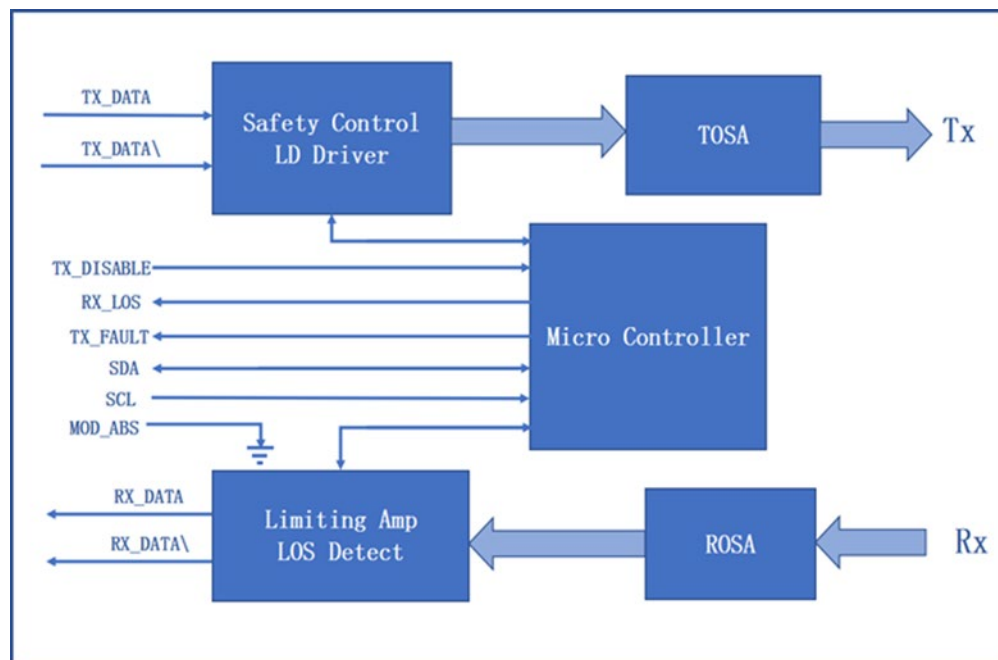 TX_DATA
TX_DATA\
Safety Control
LD Driver
TOSA
Tx
TX_DISABLE
RX_LOS
TX_FAULT
SDA
SCL
MOD_ABS
Micro Controller
RX_DATA
RX_DATA\
Limiting Amp
LOS Detect
ROSA
Rx